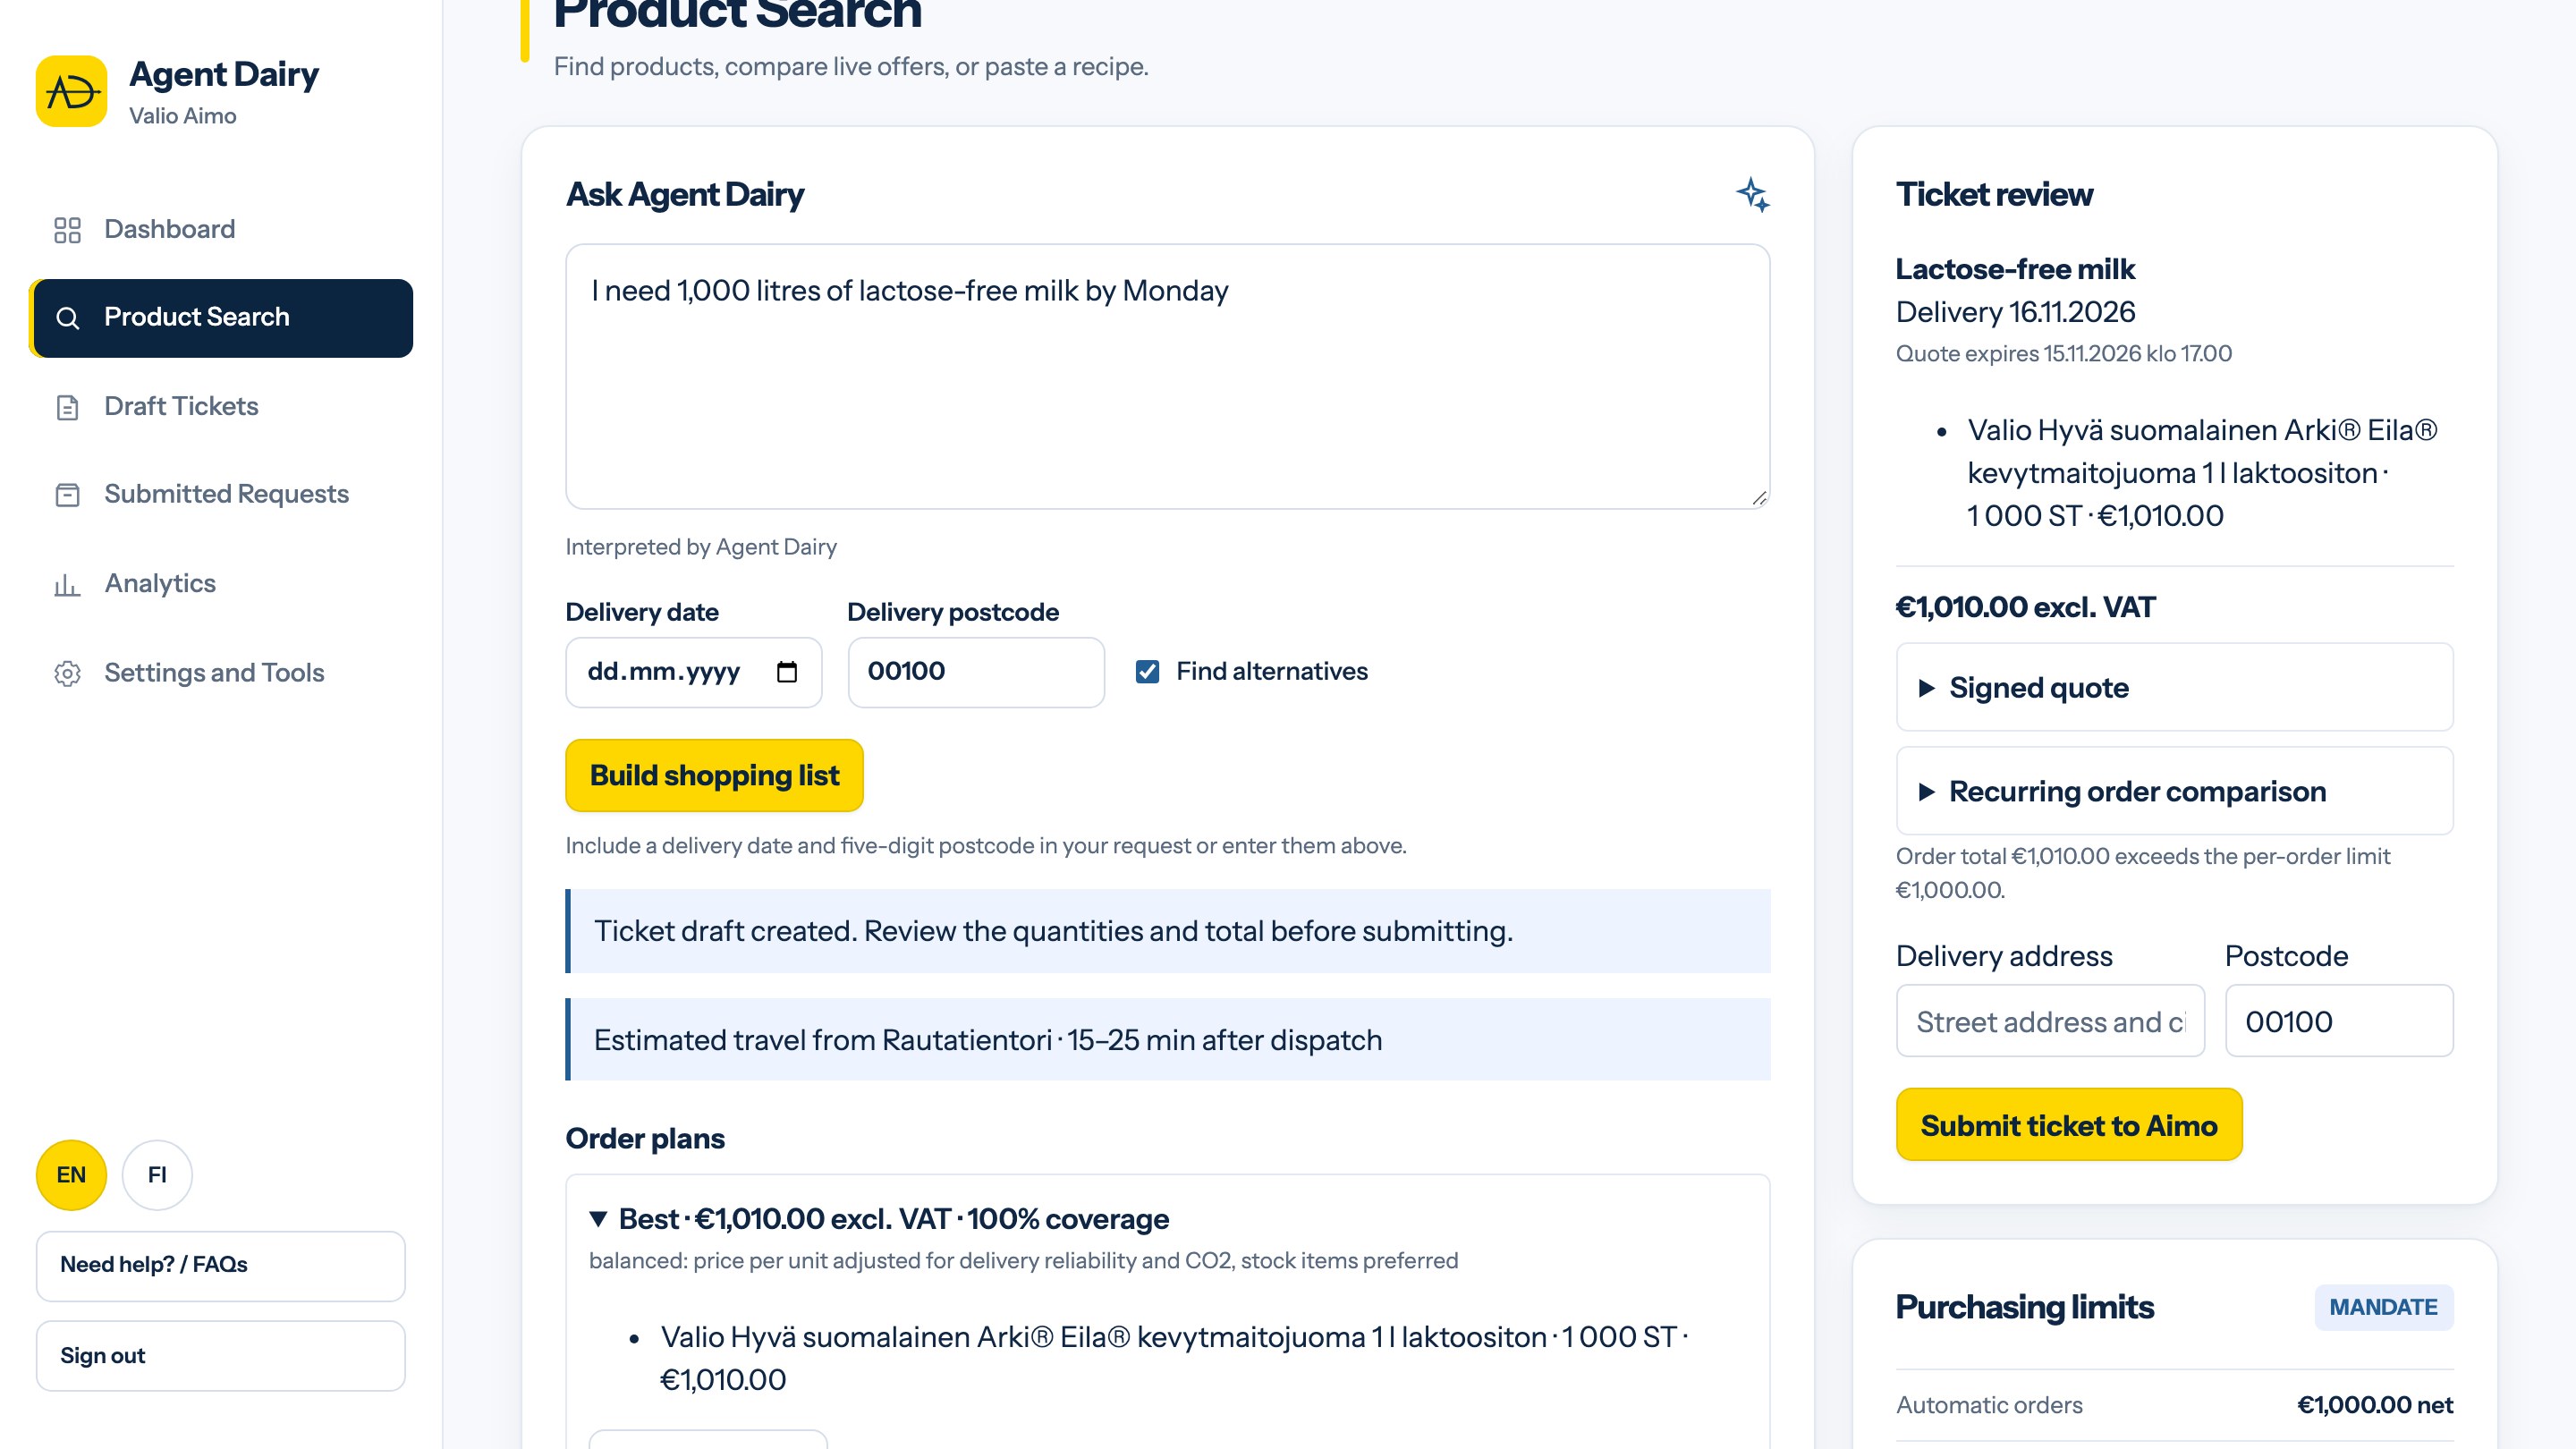 Agent Dairy
Valio Aimo
Dashboard
Product Search
Draft Tickets
Submitted Requests
Analytics
Settings and Tools
EN
FI
Need help? / FAQs
Sign out
Product Search
Find products, compare live offers, or paste a recipe.
Ask Agent Dairy
I need 1,000 litres of lactose-free milk by Monday
Interpreted by Agent Dairy
Delivery date
Delivery postcode
dd.mm.yyyy
00100
Find alternatives
Build shopping list
Include a delivery date and five-digit postcode in your request or enter them above.
Ticket draft created. Review the quantities and total before submitting.
Estimated travel from Rautatientori · 15–25 min after dispatch
Order plans
Best · €1,010.00 excl. VAT · 100% coverage
balanced: price per unit adjusted for delivery reliability and CO2, stock items preferred
• Valio Hyvä suomalainen Arki® Eila® kevytmaitojuoma 1 l laktoositon · 1 000 ST ·
€1,010.00
Ticket review
Lactose-free milk
Delivery 16.11.2026
Quote expires 15.11.2026 klo 17.00
• Valio Hyvä suomalainen Arki® Eila®
kevytmaitojuoma 1 l laktoositon ·
1 000 ST · €1,010.00
€1,010.00 excl. VAT
Signed quote
Recurring order comparison
Order total €1,010.00 exceeds the per-order limit
€1,000.00.
Delivery address
Postcode
Street address and ci
00100
Submit ticket to Aimo
Purchasing limits
MANDATE
Automatic orders
€1,000.00 net